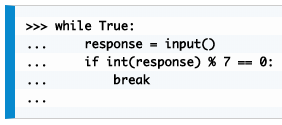 >>> while True:
...     response = input()
...     if int(response) % 7 == 0:
...         break
...